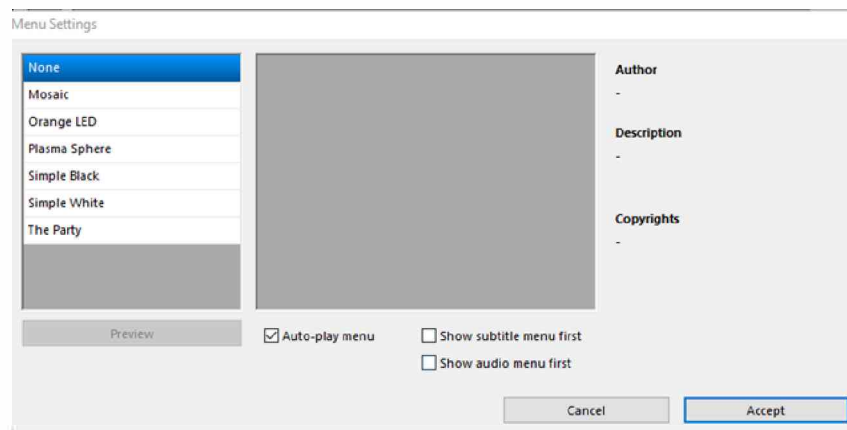 Menu Settings
None
Mosaic
Orange LED
Plasma Sphere
Simple Black
Simple White
The Party
Author
-
Description
-
Copyrights
-
Preview
Auto-play menu
Show subtitle menu first
Show audio menu first
Cancel
Accept